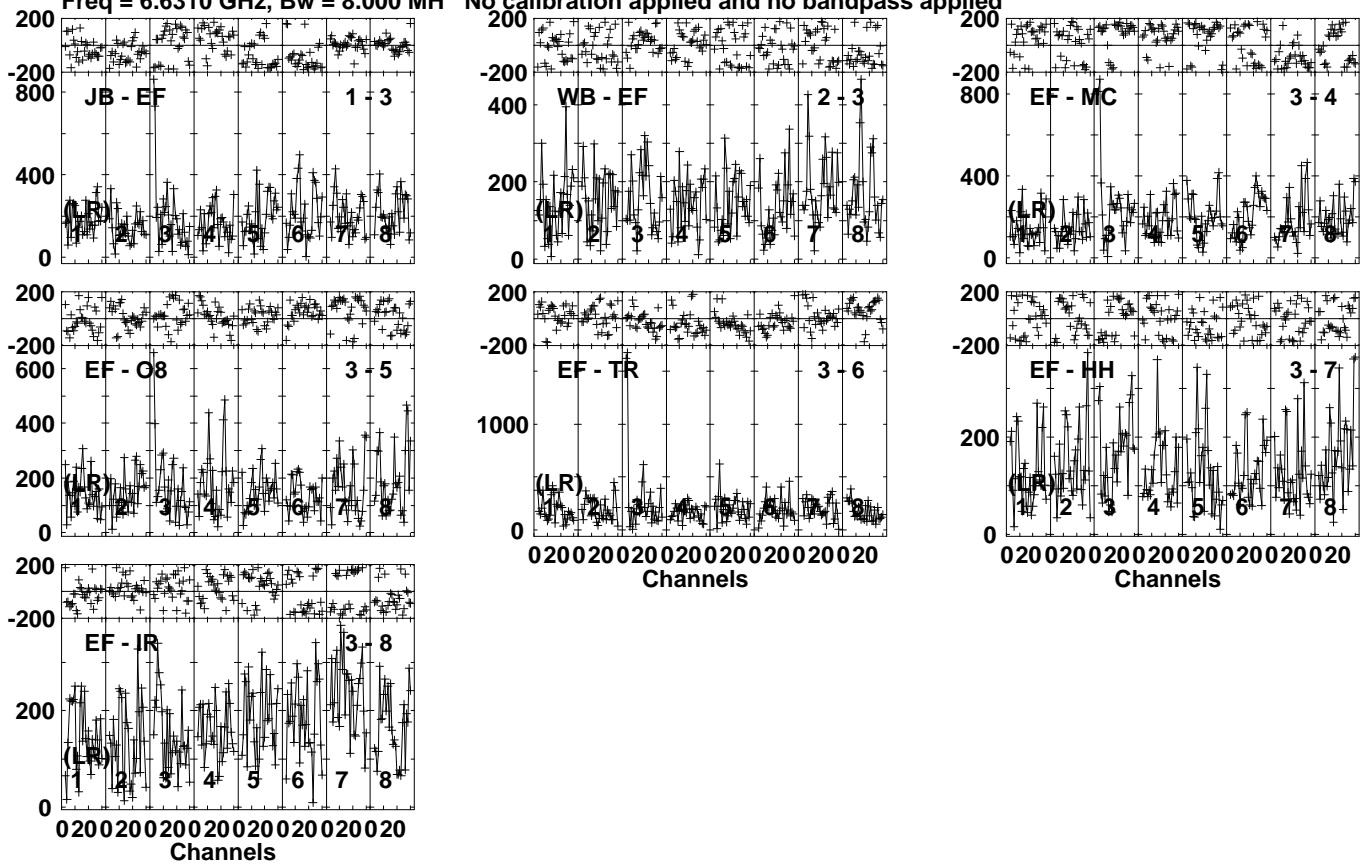 Freq = 6.6310 GHz, Bw = 8.000 MH No calibration applied and no bandpass applied
200
-200
800
400
0
JB - EF 1 - 3
(LR)
1 2 3 4 5 6 7 8
200
-200
400
200
0
WB - EF 2 - 3
(LR)
1 2 3 4 5 6 7 8
200
-200
800
400
0
EF - MC 3 - 4
(LR)
1 2 3 4 5 6 7 8
200
-200
600
400
200
0
EF - O8 3 - 5
(LR)
1 2 3 4 5 6 7 8
200
-200
1000
0
EF - TR 3 - 6
(LR)
1 2 3 4 5 6 7 8
0 20 0 20 0 20 0 20 0 20 0 20 0 20 0 20
Channels
200
-200
200
0
EF - HH 3 - 7
(LR)
1 2 3 4 5 6 7 8
0 20 0 20 0 20 0 20 0 20 0 20 0 20 0 20
Channels
200
-200
200
0
EF - IR 3 - 8
(LR)
1 2 3 4 5 6 7 8
0 20 0 20 0 20 0 20 0 20 0 20 0 20 0 20
Channels